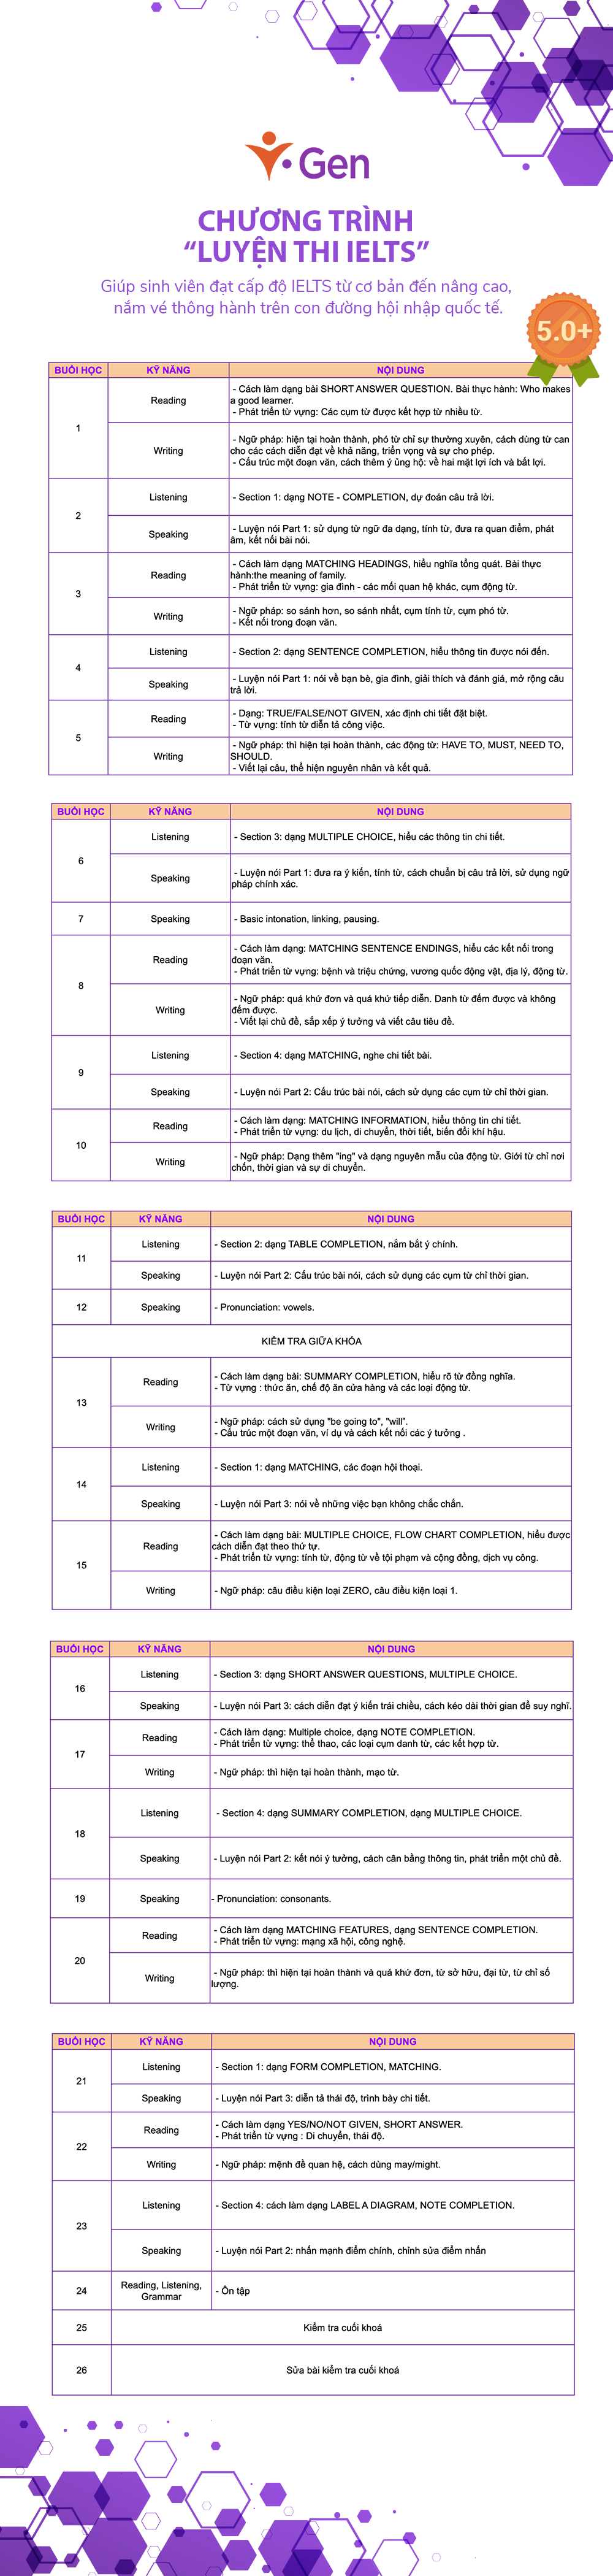 Gen
CHƯƠNG TRÌNH
“LUYỆN THI IELTS”
Giúp sinh viên đạt cấp độ IELTS từ cơ bản đến nâng cao,
nắm vé thông hành trên con đường hội nhập quốc tế.
5.0+
BUỔI HỌC KỸ NĂNG NỘI DUNG
1
Reading
- Cách làm dạng bài SHORT ANSWER QUESTION. Bài thực hành: Who makes
a good learner.
- Phát triển từ vựng: Các cụm từ được kết hợp từ nhiều từ.
Writing
- Ngữ pháp: hiện tại hoàn thành, phó từ chỉ sự thường xuyên, cách dùng từ can
cho các cách diễn đạt về khả năng, triển vọng và sự cho phép.
- Cấu trúc một đoạn văn, cách thêm ý ủng hộ: về hai mặt lợi ích và bất lợi.
2
Listening
- Section 1: dạng NOTE - COMPLETION, dự đoán câu trả lời.
Speaking
- Luyện nói Part 1: sử dụng từ ngữ đa dạng, tính từ, đưa ra quan điểm, phát
âm, kết nối bài nói.
3
Reading
- Cách làm dạng MATCHING HEADINGS, hiểu nghĩa tổng quát. Bài thực
hành:the meaning of family.
- Phát triển từ vựng: gia đình - các mối quan hệ khác, cụm động từ.
Writing
- Ngữ pháp: so sánh hơn, so sánh nhất, cụm tính từ, cụm phó từ.
- Kết nối trong đoạn văn.
4
Listening
- Section 2: dạng SENTENCE COMPLETION, hiểu thông tin được nói đến.
Speaking
- Luyện nói Part 1: nói về bạn bè, gia đình, giải thích và đánh giá, mở rộng câu
trả lời.
5
Reading
- Dạng: TRUE/FALSE/NOT GIVEN, xác định chi tiết đặt biệt.
- Từ vựng: tính từ diễn tả công việc.
Writing
- Ngữ pháp: thì hiện tại hoàn thành, các động từ: HAVE TO, MUST, NEED TO,
SHOULD.
- Viết lại câu, thể hiện nguyên nhân và kết quả.
BUỔI HỌC KỸ NĂNG NỘI DUNG
6
Listening
- Section 3: dạng MULTIPLE CHOICE, hiểu các thông tin chi tiết.
Speaking
- Luyện nói Part 1: đưa ra ý kiến, tính từ, cách chuẩn bị câu trả lời, sử dụng ngữ
pháp chính xác.
7
Speaking
- Basic intonation, linking, pausing.
8
Reading
- Cách làm dạng: MATCHING SENTENCE ENDINGS, hiểu các kết nối trong
đoạn văn.
- Phát triển từ vựng: bệnh và triệu chứng, vương quốc động vật, địa lý, động từ.
Writing
- Ngữ pháp: quá khứ đơn và quá khứ tiếp diễn. Danh từ đếm được và không
đếm được.
- Viết lại chủ đề, sắp xếp ý tưởng và viết câu tiêu đề.
9
Listening
- Section 4: dạng MATCHING, nghe chi tiết bài.
Speaking
- Luyện nói Part 2: Cấu trúc bài nói, cách sử dụng các cụm từ chỉ thời gian.
10
Reading
- Cách làm dạng: MATCHING INFORMATION, hiểu thông tin chi tiết.
- Phát triển từ vựng: du lịch, di chuyển, thời tiết, biến đổi khí hậu.
Writing
- Ngữ pháp: Dạng thêm "ing" và dạng nguyên mẫu của động từ. Giới từ chỉ nơi
chốn, thời gian và sự di chuyển.
BUỔI HỌC KỸ NĂNG NỘI DUNG
11
Listening
- Section 2: dạng TABLE COMPLETION, nắm bắt ý chính.
Speaking
- Luyện nói Part 2: Cấu trúc bài nói, cách sử dụng các cụm từ chỉ thời gian.
12
Speaking
- Pronunciation: vowels.
KIỂM TRA GIỮA KHÓA
13
Reading
- Cách làm dạng bài: SUMMARY COMPLETION, hiểu rõ từ đồng nghĩa.
- Từ vựng : thức ăn, chế độ ăn cửa hàng và các loại động từ.
Writing
- Ngữ pháp: cách sử dụng "be going to", "will".
- Cấu trúc một đoạn văn, ví dụ và cách kết nối các ý tưởng .
14
Listening
- Section 1: dạng MATCHING, các đoạn hội thoại.
Speaking
- Luyện nói Part 3: nói về những việc bạn không chắc chắn.
15
Reading
- Cách làm dạng bài: MULTIPLE CHOICE, FLOW CHART COMPLETION, hiểu được
cách diễn đạt theo thứ tự.
- Phát triển từ vựng: tính từ, động từ về tội phạm và cộng đồng, dịch vụ công.
Writing
- Ngữ pháp: câu điều kiện loại ZERO, câu điều kiện loại 1.
BUỔI HỌC KỸ NĂNG NỘI DUNG
16
Listening
- Section 3: dạng SHORT ANSWER QUESTIONS, MULTIPLE CHOICE.
Speaking
- Luyện nói Part 3: cách diễn đạt ý kiến trái chiều, cách kéo dài thời gian để suy nghĩ.
17
Reading
- Cách làm dạng: Multiple choice, dạng NOTE COMPLETION.
- Phát triển từ vựng: thể thao, các loại cụm danh từ, các kết hợp từ.
Writing
- Ngữ pháp: thì hiện tại hoàn thành, mạo từ.
18
Listening
- Section 4: dạng SUMMARY COMPLETION, dạng MULTIPLE CHOICE.
Speaking
- Luyện nói Part 2: kết nối ý tưởng, cách cân bằng thông tin, phát triển một chủ đề.
19
Speaking
- Pronunciation: consonants.
20
Reading
- Cách làm dạng MATCHING FEATURES, dạng SENTENCE COMPLETION.
- Phát triển từ vựng: mạng xã hội, công nghệ.
Writing
- Ngữ pháp: thì hiện tại hoàn thành và quá khứ đơn, từ sở hữu, đại từ, từ chỉ số
lượng.
BUỔI HỌC KỸ NĂNG NỘI DUNG
21
Listening
- Section 1: dạng FORM COMPLETION, MATCHING.
Speaking
- Luyện nói Part 3: diễn tả thái độ, trình bày chi tiết.
22
Reading
- Cách làm dạng YES/NO/NOT GIVEN, SHORT ANSWER.
- Phát triển từ vựng : Di chuyển, thái độ.
Writing
- Ngữ pháp: mệnh đề quan hệ, cách dùng may/might.
23
Listening
- Section 4: cách làm dạng LABEL A DIAGRAM, NOTE COMPLETION.
Speaking
- Luyện nói Part 2: nhấn mạnh điểm chính, chỉnh sửa điểm nhấn
24
Reading, Listening,
Grammar
- Ôn tập
25
Kiểm tra cuối khoá
26
Sửa bài kiểm tra cuối khoá